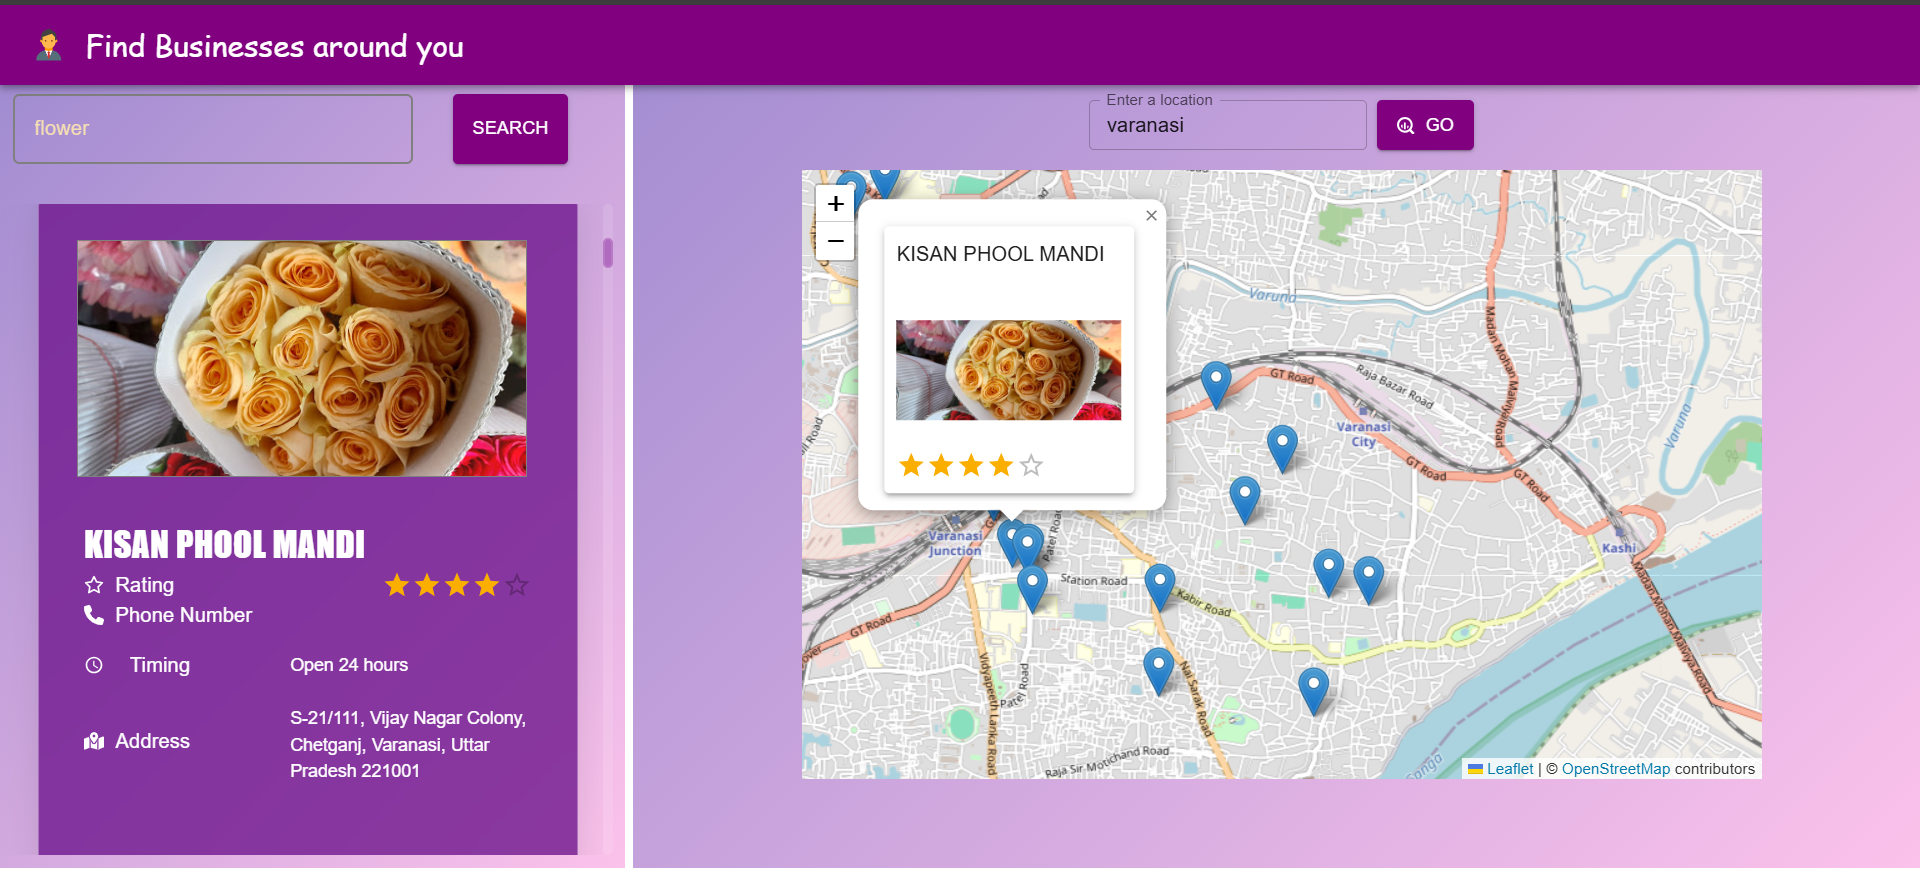 Find Businesses around you
flower
SEARCH
KISAN PHOOL MANDI
Rating
Phone Number
Timing
Open 24 hours
Address
S-21/111, Vijay Nagar Colony,
Chetganj, Varanasi, Uttar
Pradesh 221001
Enter a location
varanasi
GO
+
−
×
KISAN PHOOL MANDI
Varuna
Madan Mohan Malviya Road
GT Road
Raja Bazar Road
Varanasi
City
Varuna
GT Road
GT Road
Varanasi
Junction
Patel Road
Kashi
Station Road
Kabir Road
GT Road
Madan Mohan Malviya Road
Vidyapeeth Lanka Road
Patel Road
Nai Sarak Road
Raja Sir Motichand Road
Ganga
Leaflet | © OpenStreetMap contributors